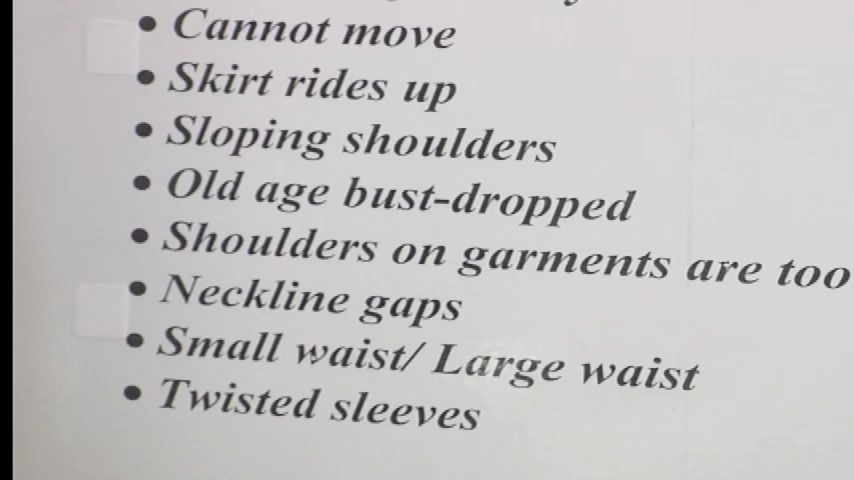 • Cannot move
• Skirt rides up
• Sloping shoulders
• Old age bust-dropped
• Shoulders on garments are too
• Neckline gaps
• Small waist/ Large waist
• Twisted sleeves